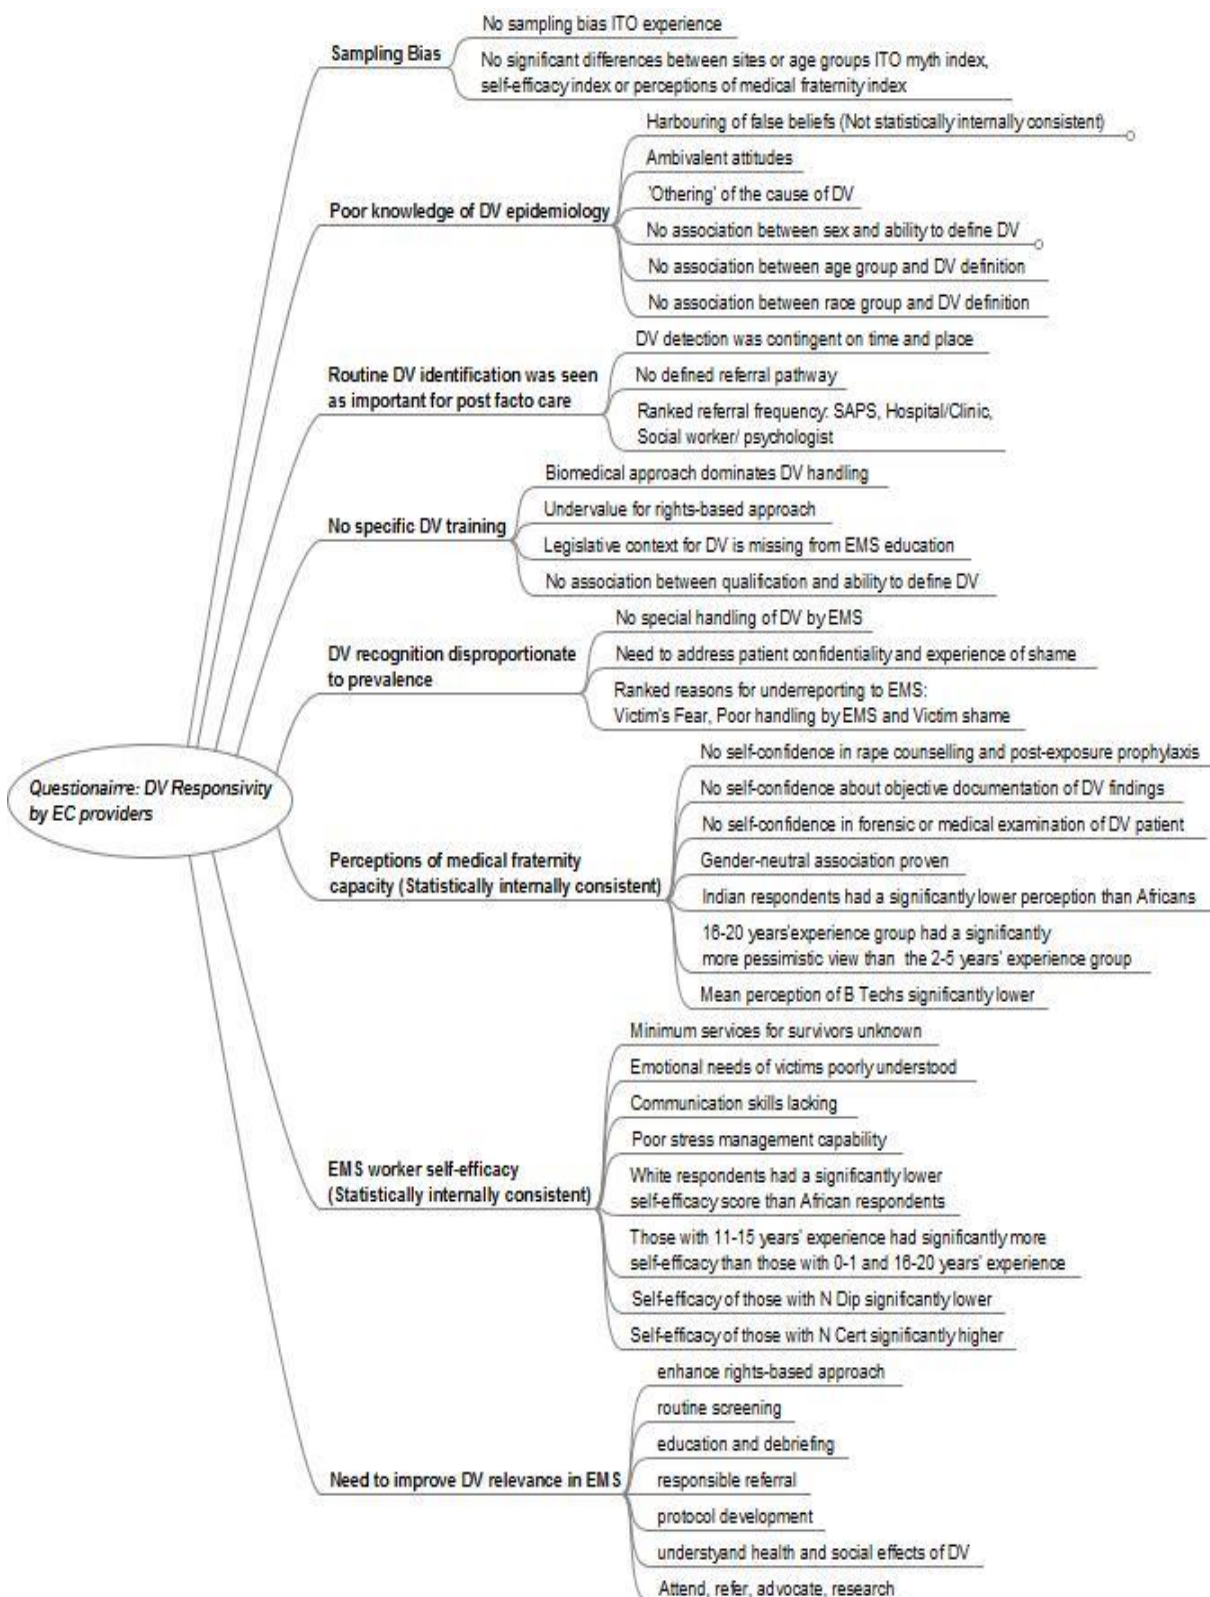 No sampling bias ITO experience
Sampling Bias
No significant differences between sites or age groups ITO myth index,
self-efficacy index or perceptions of medical fraternity index
Harbouring of false beliefs (Not statistically internally consistent)
Ambivalent attitudes
'Othering' of the cause of DV
Poor knowledge of DV epidemiology
No association between sex and ability to define DV
No association between age group and DV definition
No association between race group and DV definition
DV detection was contingent on time and place
Routine DV identification was seen
as important for post facto care
No defined referral pathway
Ranked referral frequency: SAPS, Hospital/Clinic,
Social worker/ psychologist
Biomedical approach dominates DV handling
Undervalue for rights-based approach
No specific DV training
Legislative context for DV is missing from EMS education
No association between qualification and ability to define DV
No special handling of DV by EMS
DV recognition disproportionate
to prevalence
Need to address patient confidentiality and experience of shame
Ranked reasons for underreporting to EMS:
Victim's Fear, Poor handling by EMS and Victim shame
Questionairre: DV Responsivity
by EC providers
No self-confidence in rape counselling and post-exposure prophylaxis
No self-confidence about objective documentation of DV findings
No self-confidence in forensic or medical examination of DV patient
Perceptions of medical fraternity
capacity (Statistically internally consistent)
Gender-neutral association proven
Indian respondents had a significantly lower perception than Africans
16-20 years'experience group had a significantly
more pessimistic view than the 2-5 years' experience group
Mean perception of B Techs significantly lower
Minimum services for survivors unknown
Emotional needs of victims poorly understood
Communication skills lacking
Poor stress management capability
EMS worker self-efficacy
(Statistically internally consistent)
White respondents had a significantly lower
self-efficacy score than African respondents
Those with 11-15 years' experience had significantly more
self-efficacy than those with 0-1 and 16-20 years' experience
Self-efficacy of those with N Dip significantly lower
Self-efficacy of those with N Cert significantly higher
enhance rights-based approach
routine screening
education and debriefing
Need to improve DV relevance in EMS
responsible referral
protocol development
understyand health and social effects of DV
Attend, refer, advocate, research